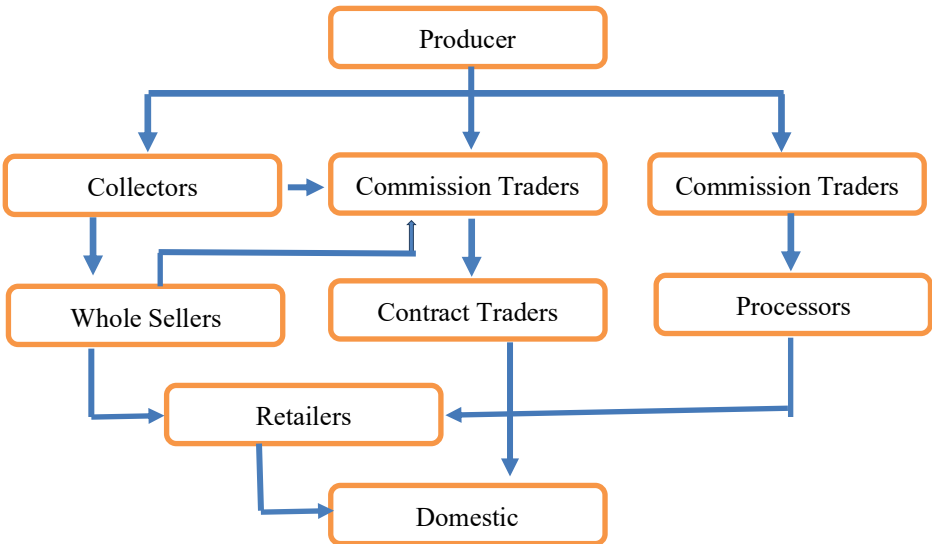 Producer
Collectors
Commission Traders
Commission Traders
Whole Sellers
Contract Traders
Processors
Retailers
Domestic